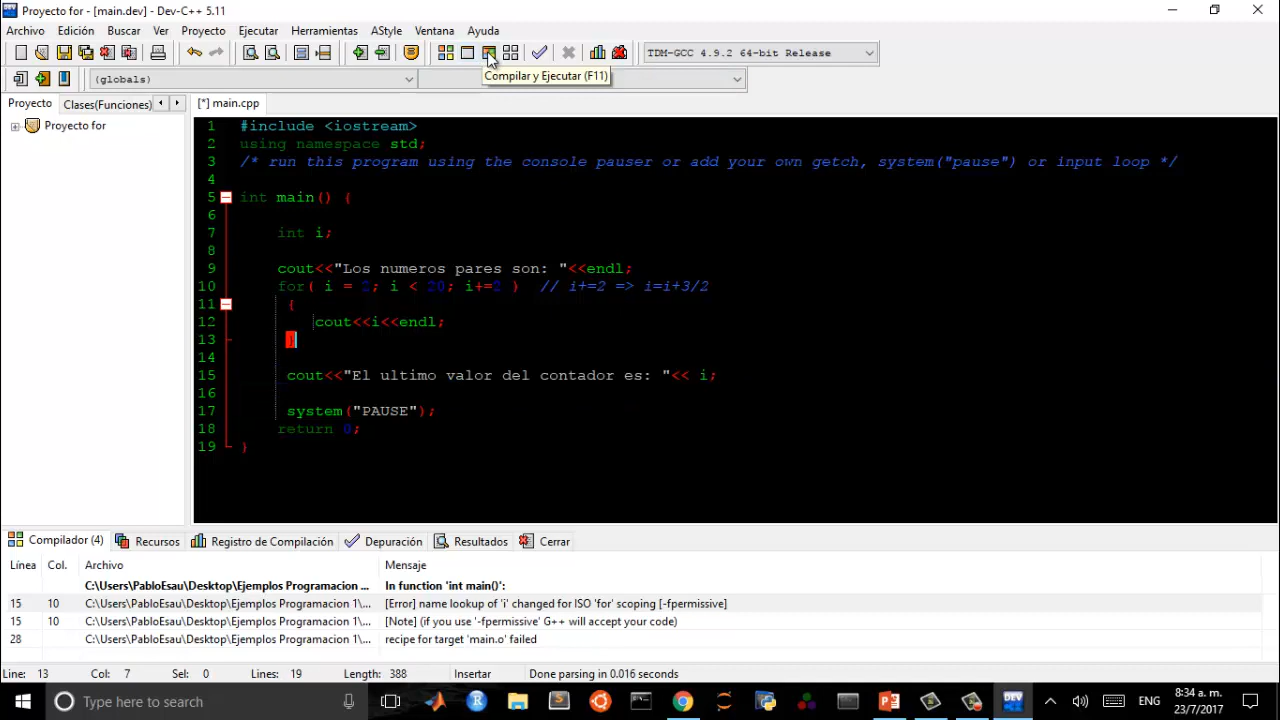 Proyecto for - [main.dev] - Dev-C++ 5.11
Archivo Edición Buscar Ver Proyecto Ejecutar Herramientas AStyle Ventana Ayuda
TDM-GCC 4.9.2 64-bit Release
(globals)
Compilar y Ejecutar (F11)
Proyecto Clases(Funciones) [*] main.cpp
Proyecto for
1 #include <iostream>
2 using namespace std;
3 /* run this program using the console pauser or add your own getch, system("pause") or input loop */
4
5 int main() {
6
7 int i;
8
9 cout<<"Los numeros pares son: "<<endl;
10 for( i = 2; i < 20; i+=2 ) // i+=2 => i=i+3/2
11 {
12 cout<<i<<endl;
13 }
14
15 cout<<"El ultimo valor del contador es: "<< i;
16
17 system("PAUSE");
18 return 0;
19 }
Compilador (4) Recursos Registro de Compilación Depuración Resultados Cerrar
Línea Col. Archivo Mensaje
C:\Users\PabloEsau\Desktop\Ejemplos Programacion ... In function 'int main()':
15 10 C:\Users\PabloEsau\Desktop\Ejemplos Programacion 1\... [Error] name lookup of 'i' changed for ISO 'for' scoping [-fpermissive]
15 10 C:\Users\PabloEsau\Desktop\Ejemplos Programacion 1\... [Note] (if you use '-fpermissive' G++ will accept your code)
28 C:\Users\PabloEsau\Desktop\Ejemplos Programacion 1\... recipe for target 'main.o' failed
Line: 13 Col: 7 Sel: 0 Lines: 19 Length: 388 Insertar Done parsing in 0.016 seconds
Type here to search
DEV
ENG
8:34 a. m.
23/7/2017